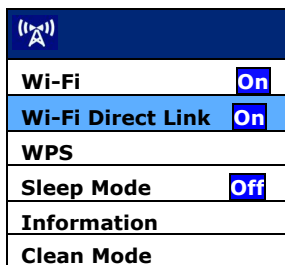 Wi-Fi On
Wi-Fi Direct Link On
WPS
Sleep Mode Off
Information
Clean Mode